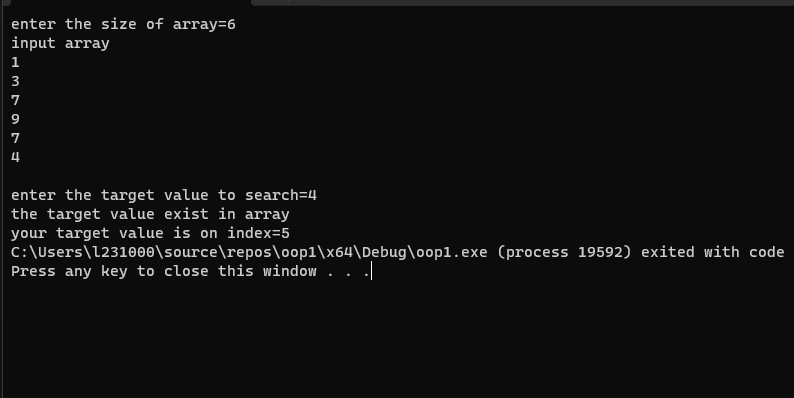 enter the size of array=6
input array
1
3
7
9
7
4
enter the target value to search=4
the target value exist in array
your target value is on index=5
C:\Users\l231000\source\repos\oop1\x64\Debug\oop1.exe (process 19592) exited with code
Press any key to close this window . . .